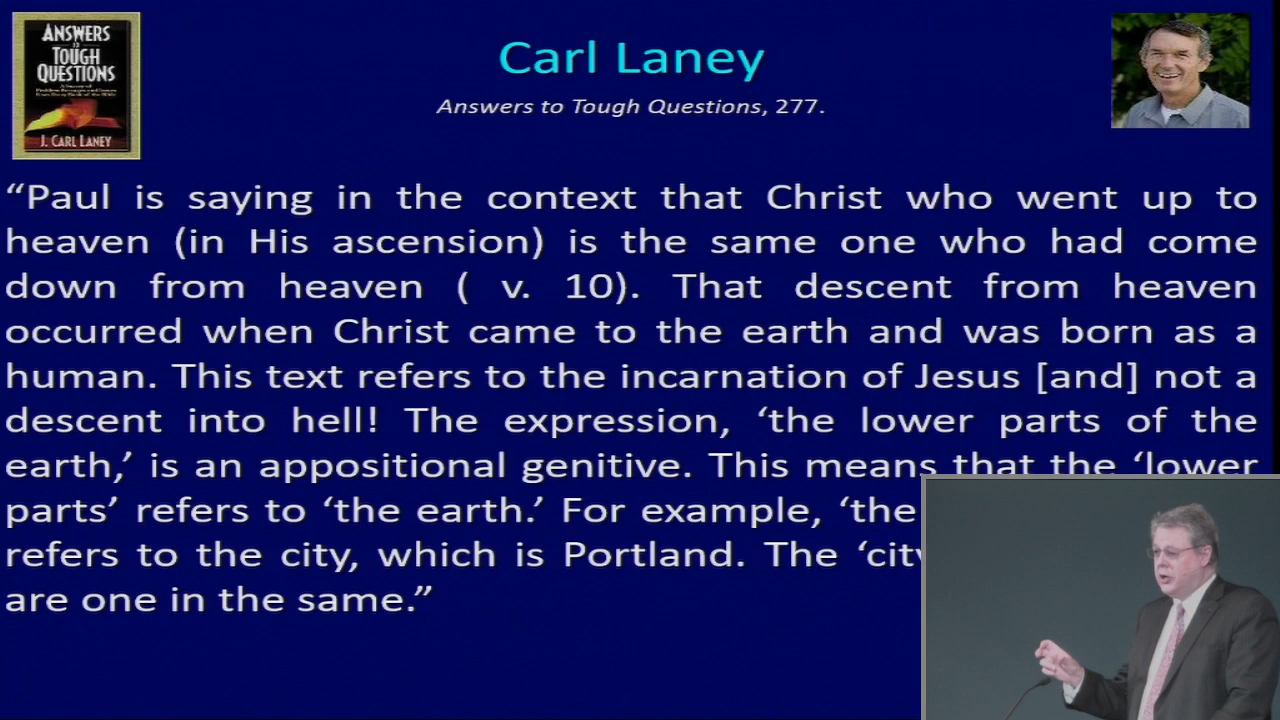 ANSWERS
TO
TOUGH
QUESTIONS
J. CARL LANEY
Carl Laney
Answers to Tough Questions, 277.
“Paul is saying in the context that Christ who went up to
heaven (in His ascension) is the same one who had come
down from heaven ( v. 10). That descent from heaven
occurred when Christ came to the earth and was born as a
human. This text refers to the incarnation of Jesus [and] not a
descent into hell! The expression, ‘the lower parts of the
earth,’ is an appositional genitive. This means that the ‘lower
parts’ refers to ‘the earth.’ For example, ‘the
refers to the city, which is Portland. The
are one in the same.”